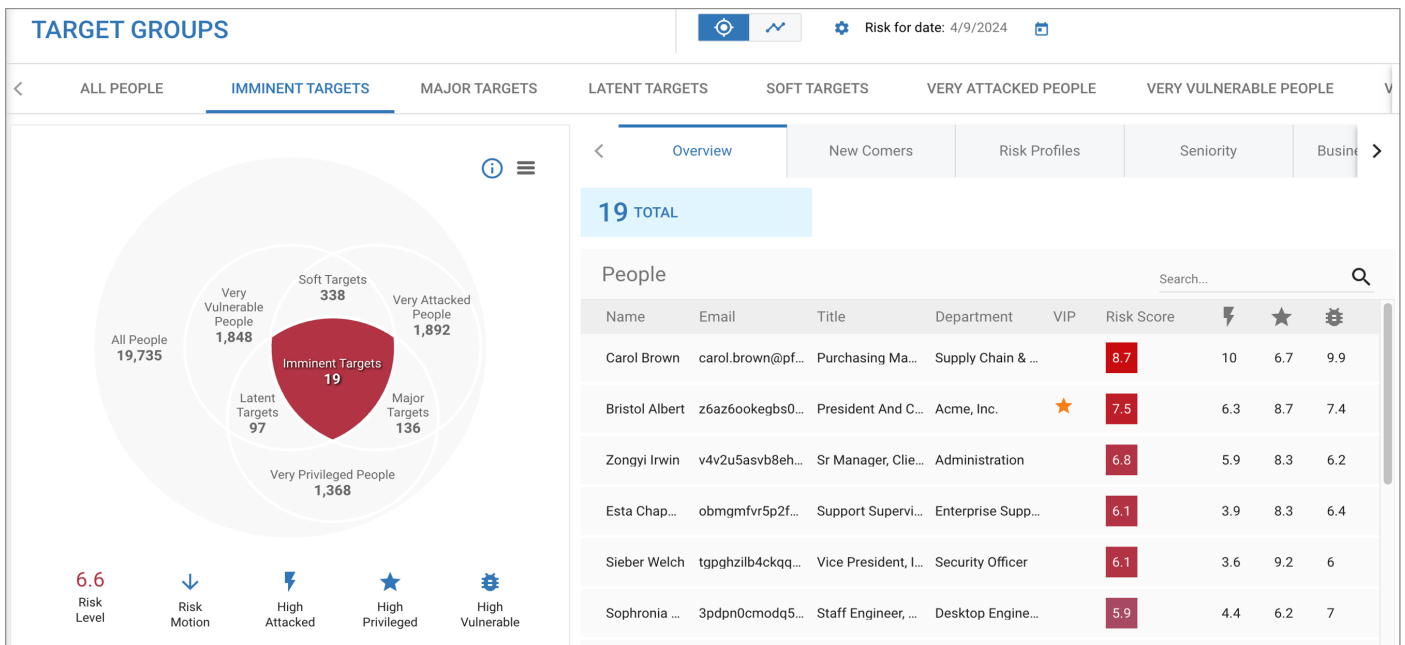 TARGET GROUPS
Risk for date: 4/9/2024
ALL PEOPLE
IMMINENT TARGETS
MAJOR TARGETS
LATENT TARGETS
SOFT TARGETS
VERY ATTACKED PEOPLE
VERY VULNERABLE PEOPLE
V
Soft Targets
338
Very
Vulnerable
People
1,848
Very Attacked
People
1,892
All People
19,735
Imminent Targets
19
Latent
Targets
97
Major
Targets
136
Very Privileged People
1,368
6.6
Risk
Level
Risk
Motion
High
Attacked
High
Privileged
High
Vulnerable
Overview
New Comers
Risk Profiles
Seniority
Busine
19 TOTAL
People
Search...
Name Email Title Department VIP Risk Score
Carol Brown carol.brown@pf... Purchasing Ma... Supply Chain & ... 8.7 10 6.7 9.9
Bristol Albert z6az6ookegbs0... President And C... Acme, Inc. 7.5 6.3 8.7 7.4
Zongyi Irwin v4v2u5asvb8eh... Sr Manager, Clie... Administration 6.8 5.9 8.3 6.2
Esta Chap... obmgmfvr5p2f... Support Supervi... Enterprise Supp... 6.1 3.9 8.3 6.4
Sieber Welch tgpghzilb4ckqq... Vice President, I... Security Officer 6.1 3.6 9.2 6
Sophronia ... 3pdpn0cmodq5... Staff Engineer, ... Desktop Engine... 5.9 4.4 6.2 7